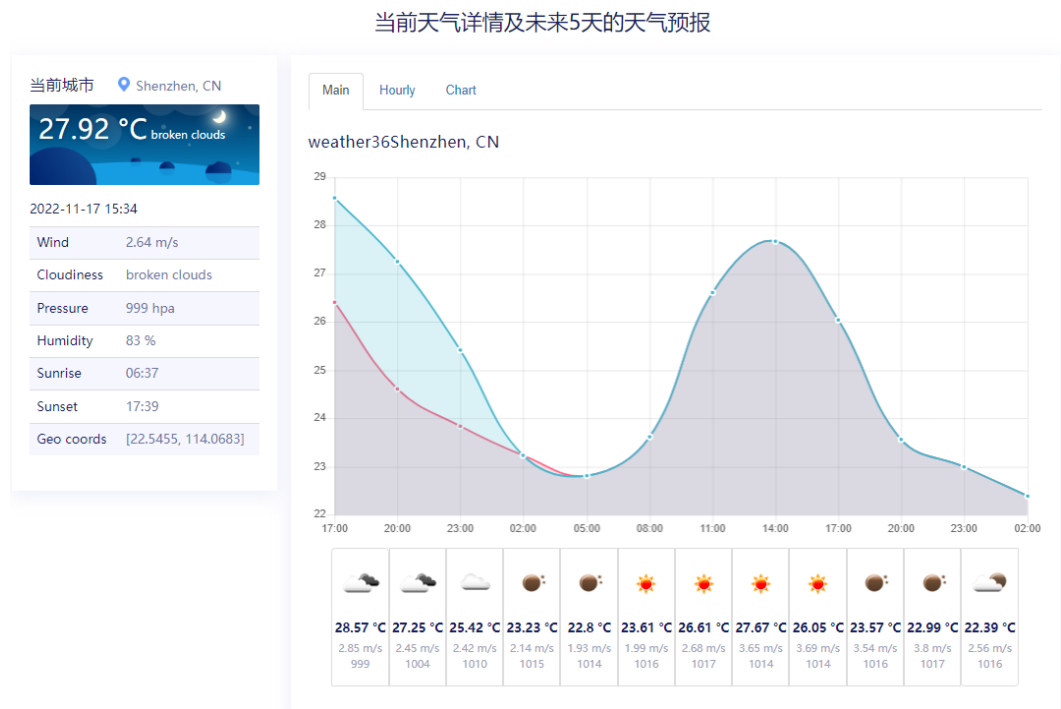 当前天气详情及未来5天的天气预报
当前城市 Shenzhen, CN
27.92 °C broken clouds
2022-11-17 15:34
Wind 2.64 m/s
Cloudiness broken clouds
Pressure 999 hpa
Humidity 83 %
Sunrise 06:37
Sunset 17:39
Geo coords [22.5455, 114.0683]
Main Hourly Chart
weather36Shenzhen, CN
29
28
27
26
25
24
23
22
17:00 20:00 23:00 02:00 05:00 08:00 11:00 14:00 17:00 20:00 23:00 02:00
28.57 °C 27.25 °C 25.42 °C 23.23 °C 22.8 °C 23.61 °C 26.61 °C 27.67 °C 26.05 °C 23.57 °C 22.99 °C 22.39 °C
2.85 m/s 2.45 m/s 2.42 m/s 2.14 m/s 1.93 m/s 1.99 m/s 2.68 m/s 3.65 m/s 3.69 m/s 3.54 m/s 3.8 m/s 2.56 m/s
999 1004 1010 1015 1014 1016 1017 1014 1014 1016 1017 1016